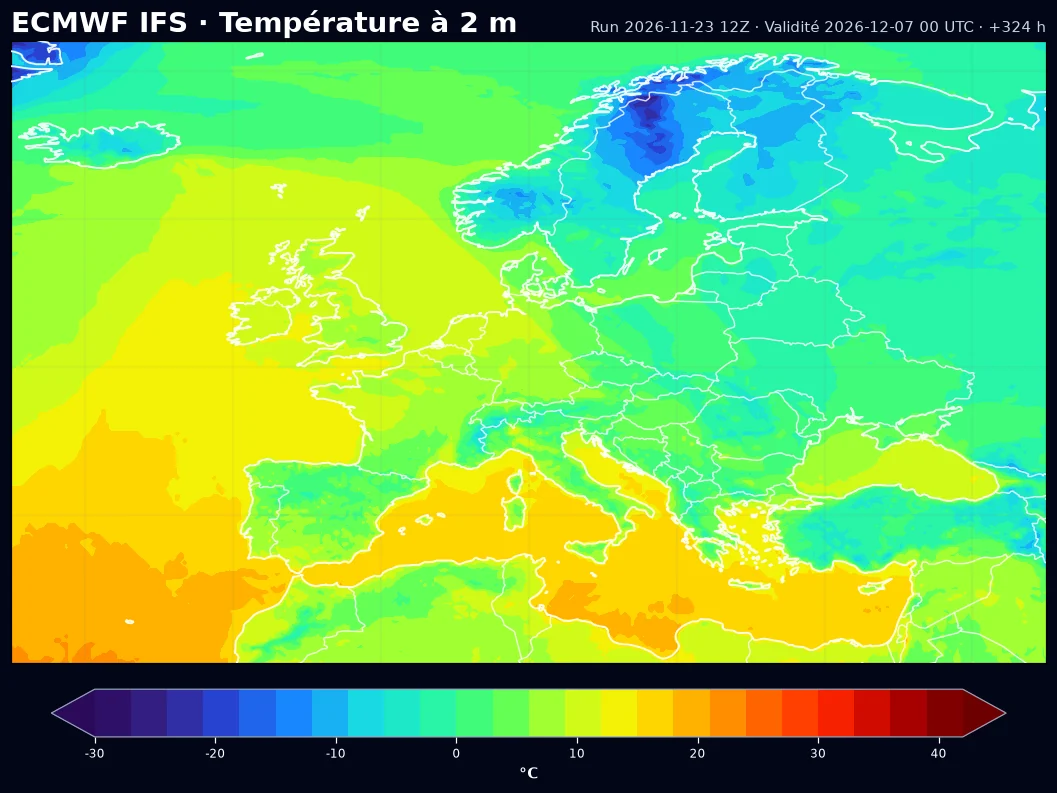 ECMWF IFS · Température à 2 m
Run 2026-11-23 12Z · Validité 2026-12-07 00 UTC · +324 h
-30 -20 -10 0 10 20 30 40
°C